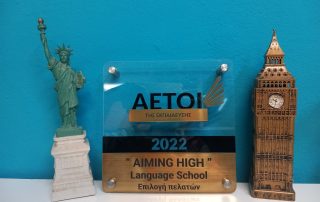 ΑΕΤΟΙ
ΤΗΣ ΕΚΠΑΙΔΕΥΣΗΣ
2022
“ AIMING HIGH ”
Language School
Επιλογή πελατών